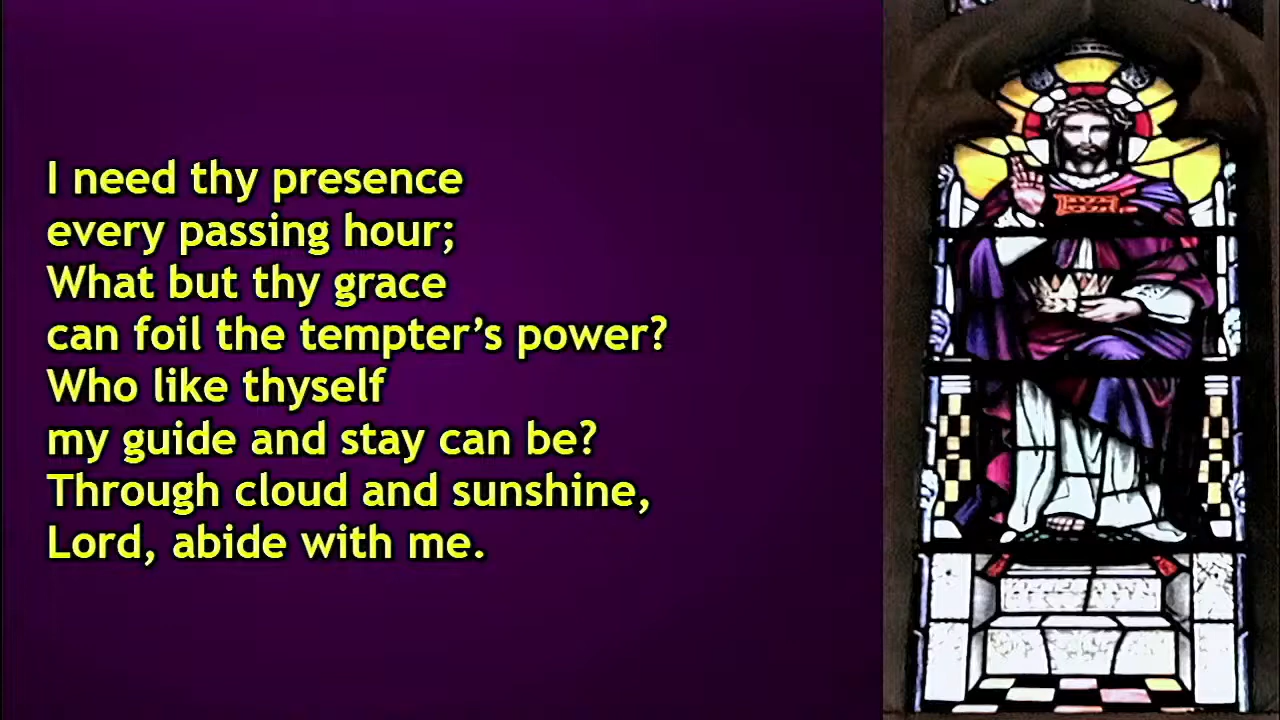 I need thy presence
every passing hour;
What but thy grace
can foil the tempter’s power?
Who like thyself
my guide and stay can be?
Through cloud and sunshine,
Lord, abide with me.